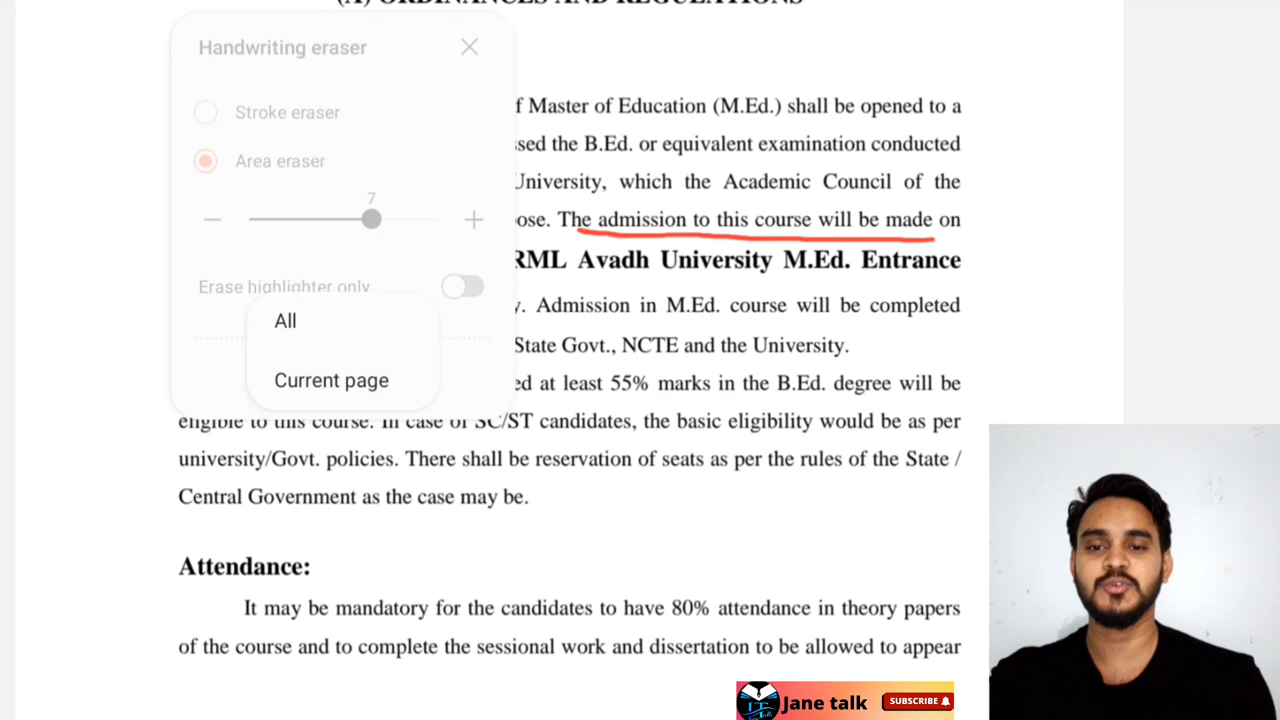 (A) ORDINANCES AND REGULATIONS
Handwriting eraser
Stroke eraser
Area eraser
7
Erase highlighter only
All
Current page
f Master of Education (M.Ed.) shall be opened to a
ssed the B.Ed. or equivalent examination conducted
University, which the Academic Council of the
ose. The admission to this course will be made on
RML Avadh University M.Ed. Entrance
y. Admission in M.Ed. course will be completed
State Govt., NCTE and the University.
ed at least 55% marks in the B.Ed. degree will be
eligible to this course. In case of SC/ST candidates, the basic eligibility would be as per
university/Govt. policies. There shall be reservation of seats as per the rules of the State /
Central Government as the case may be.
Attendance:
It may be mandatory for the candidates to have 80% attendance in theory papers
of the course and to complete the sessional work and dissertation to be allowed to appear
Jane talk
SUBSCRIBE